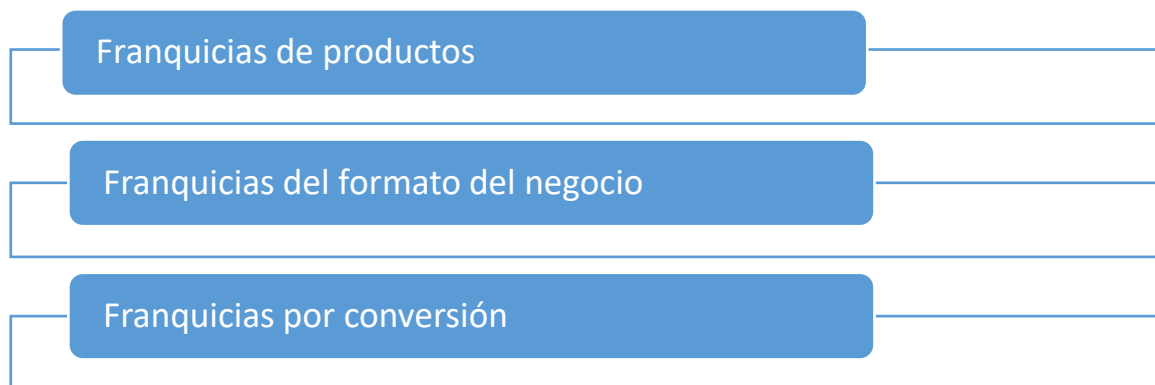 Franquicias de productos
Franquicias del formato del negocio
Franquicias por conversión